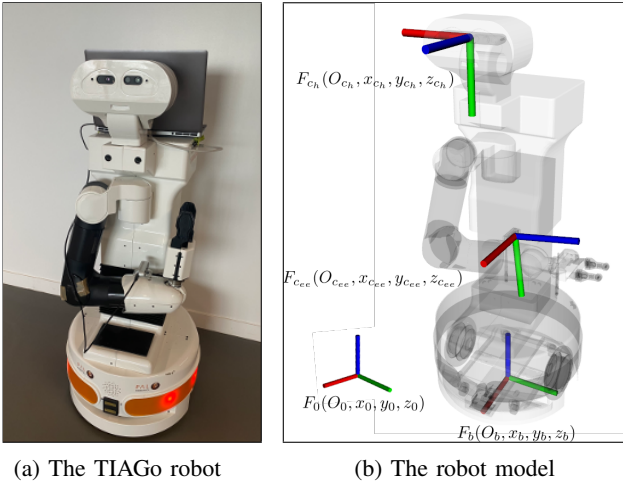 F_{c_h}(O_{c_h}, x_{c_h}, y_{c_h}, z_{c_h})
F_{c_{ee}}(O_{c_{ee}}, x_{c_{ee}}, y_{c_{ee}}, z_{c_{ee}})
F_0(O_0, x_0, y_0, z_0)
F_b(O_b, x_b, y_b, z_b)
(a) The TIAGo robot
(b) The robot model